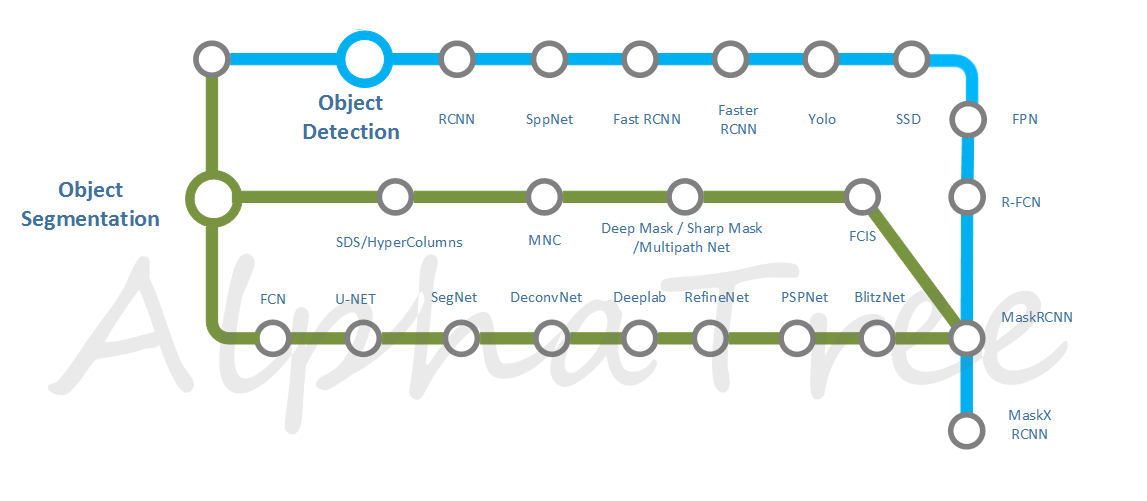 Object
Detection
RCNN
SppNet
Fast RCNN
Faster
RCNN
Yolo
SSD
FPN
Object
Segmentation
R-FCN
SDS/HyperColumns
MNC
Deep Mask / Sharp Mask
/Multipath Net
FCIS
FCN
U-NET
SegNet
DeconvNet
Deeplab
RefineNet
PSPNet
BlitzNet
MaskRCNN
MaskX
RCNN
AlphaTree